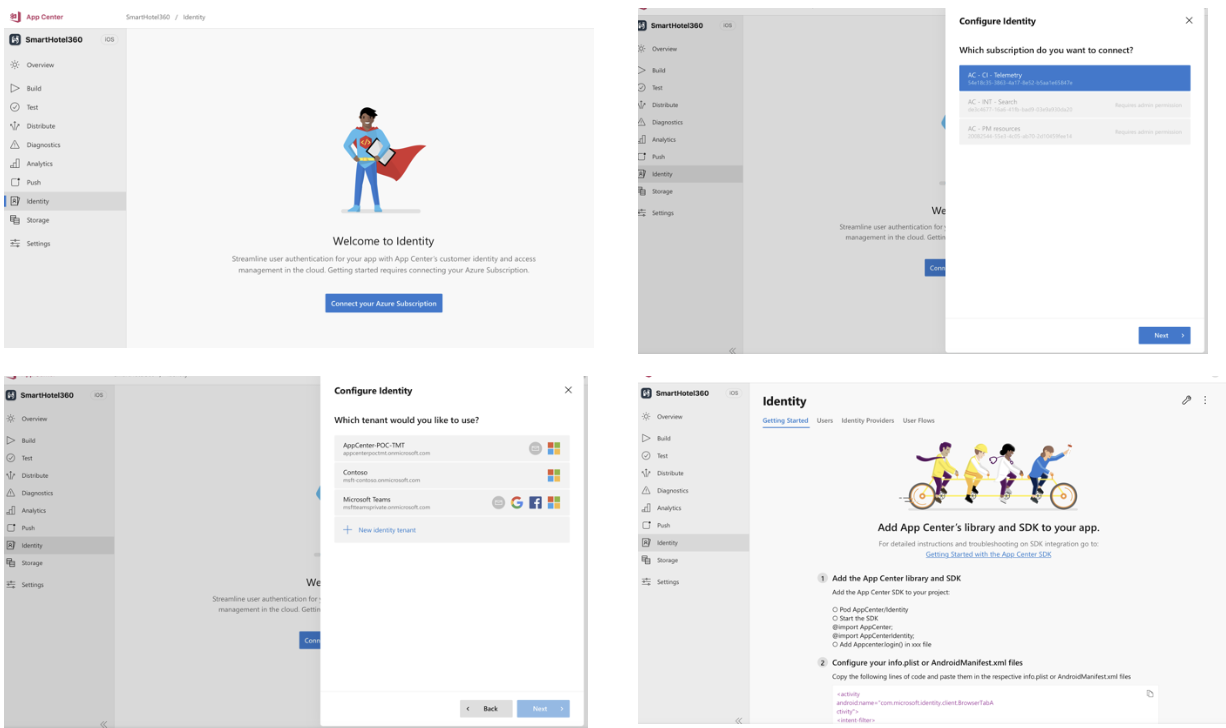 App Center
SmartHotel360 / Identity
SmartHotel360 iOS
Overview
Build
Test
Distribute
Diagnostics
Analytics
Push
Identity
Storage
Settings
Welcome to Identity
Streamline user authentication for your app with App Center's customer identity and access
management in the cloud. Getting started requires connecting your Azure Subscription.
Connect your Azure Subscription
SmartHotel360 iOS
Overview
Build
Test
Distribute
Diagnostics
Analytics
Push
Identity
Storage
Settings
We
Streamline user authentication for
management in the cloud. Gettin
Conn
Configure Identity
Which subscription do you want to connect?
AC - CI - Telemetry
AC - INT - Search
Requires admin permission
AC - PM resources
Requires admin permission
Next
SmartHotel360 iOS
Overview
Build
Test
Distribute
Diagnostics
Analytics
Push
Identity
Storage
Settings
We
Streamline user authentication for
management in the cloud. Gettin
Conn
Configure Identity
Which tenant would you like to use?
AppCenter-POC-TMT
appcenterpoctmt.onmicrosoft.com
Contoso
msft-contoso.onmicrosoft.com
Microsoft Teams
msftteamsprivate.onmicrosoft.com
New identity tenant
Back
Next
SmartHotel360 iOS
Overview
Build
Test
Distribute
Diagnostics
Analytics
Push
Identity
Storage
Settings
Identity
Getting Started Users Identity Providers User Flows
Add App Center's library and SDK to your app.
For detailed instructions and troubleshooting on SDK integration go to:
Getting Started with the App Center SDK
1 Add the App Center library and SDK
Add the App Center SDK to your project:
O Pod AppCenter/Identity
O Start the SDK
@import AppCenter;
@import AppCenterIdentity;
O Add Appcenter.login() in xxx file
2 Configure your info.plist or AndroidManifest.xml files
Copy the following lines of code and paste them in the respective info.plist or AndroidManifest.xml files
<activity
android:name="com.microsoft.identity.client.BrowserTabA
ctivity">
<intent-filter>